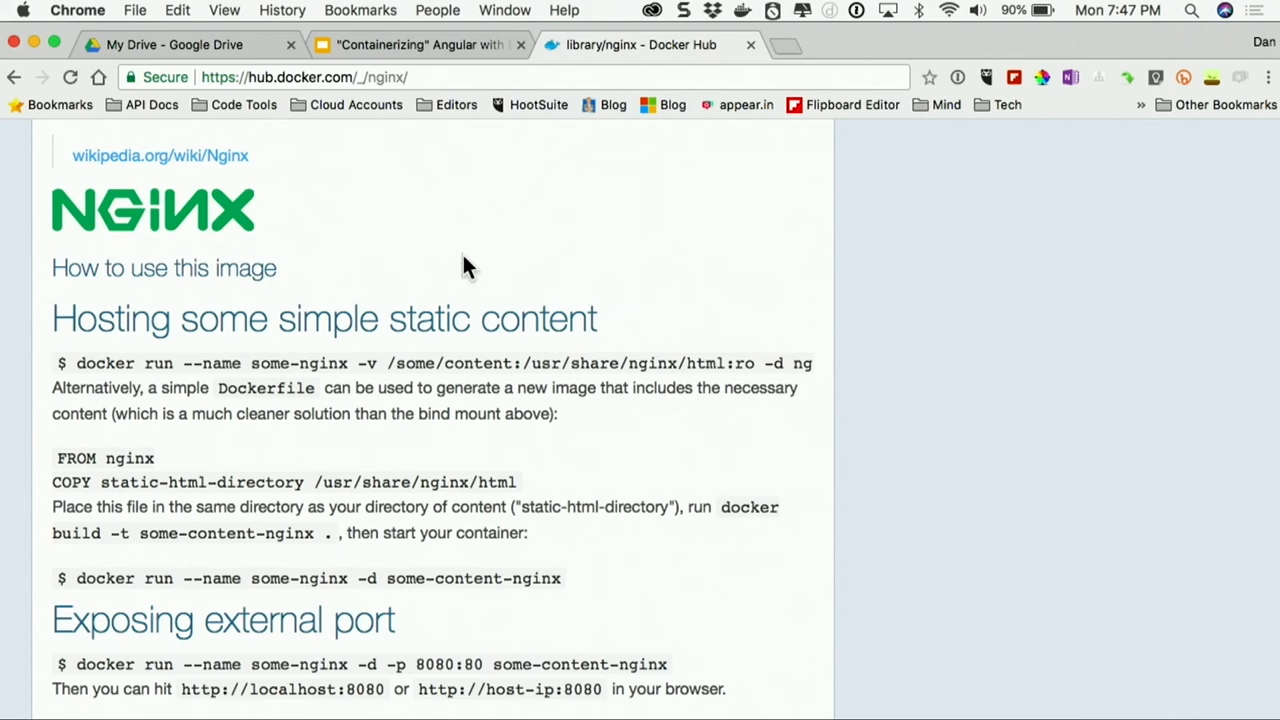 Chrome File Edit View History Bookmarks People Window Help 90% Mon 7:47 PM
My Drive - Google Drive "Containerizing" Angular with library/nginx - Docker Hub Dan
Secure https://hub.docker.com/_/nginx/
Bookmarks API Docs Code Tools Cloud Accounts Editors HootSuite Blog Blog appear.in Flipboard Editor Mind Tech » Other Bookmarks
wikipedia.org/wiki/Nginx
NGiNX
How to use this image
Hosting some simple static content
$ docker run --name some-nginx -v /some/content:/usr/share/nginx/html:ro -d ng
Alternatively, a simple Dockerfile can be used to generate a new image that includes the necessary
content (which is a much cleaner solution than the bind mount above):
FROM nginx
COPY static-html-directory /usr/share/nginx/html
Place this file in the same directory as your directory of content ("static-html-directory"), run docker
build -t some-content-nginx . , then start your container:
$ docker run --name some-nginx -d some-content-nginx
Exposing external port
$ docker run --name some-nginx -d -p 8080:80 some-content-nginx
Then you can hit http://localhost:8080 or http://host-ip:8080 in your browser.